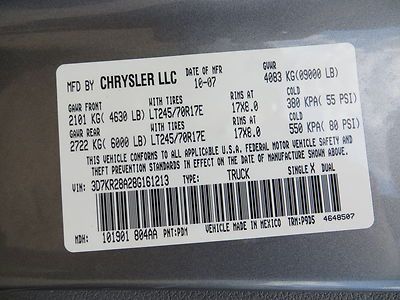 MFD BY CHRYSLER LLC DATE OF MFR GVWR
10-07 4083 KG(09000 LB)
GAWR FRONT WITH TIRES RIMS AT COLD
2101 KG( 4630 LB) LT245/70R17E 17X8.0 380 KPA( 55 PSI)
GAWR REAR WITH TIRES RIMS AT COLD
2722 KG( 6000 LB) LT245/70R17E 17X8.0 550 KPA( 80 PSI)
THIS VEHICLE CONFORMS TO ALL APPLICABLE U.S.A. FEDERAL MOTOR VEHICLE SAFETY AND
THEFT PREVENTION STANDARDS IN EFFECT ON THE DATE OF MANUFACTURE SHOWN ABOVE.
VIN: 3D7KR28A28G161213 TYPE: TRUCK SINGLE X DUAL
MDH: 101901 804AA PNT:PDM VEHICLE MADE IN MEXICO TRM:P9D5 4648507